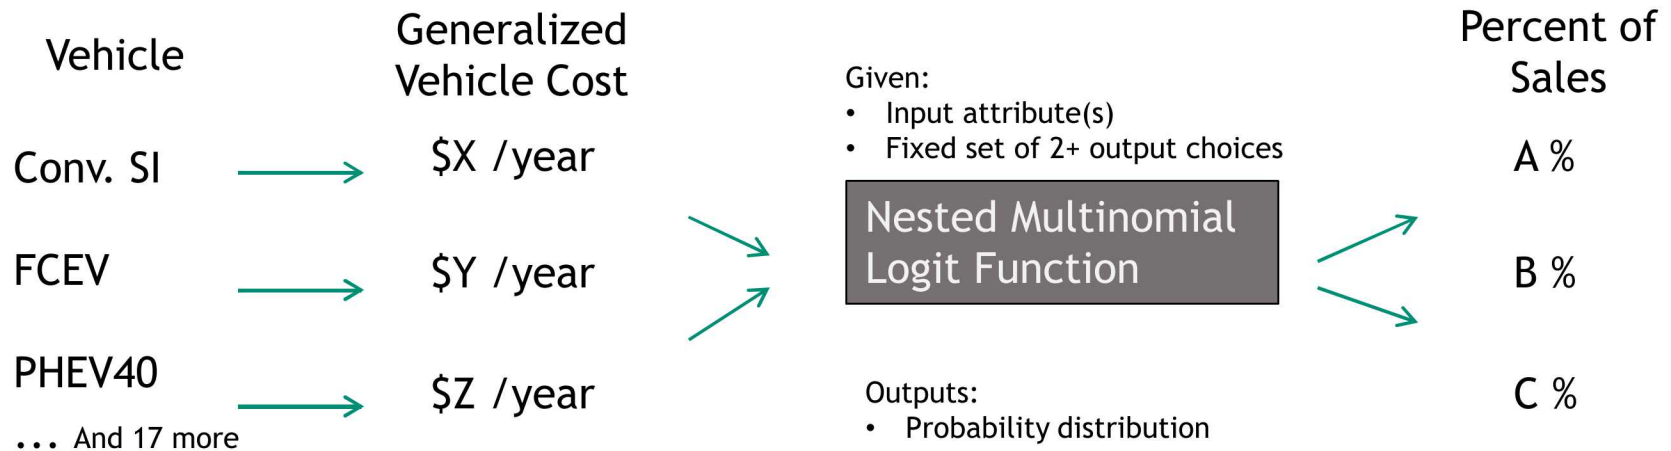 Vehicle
Conv. SI
FCEV
PHEV40
... And 17 more
Generalized
Vehicle Cost
$X /year
$Y /year
$Z /year
Given:
• Input attribute(s)
• Fixed set of 2+ output choices
Nested Multinomial
Logit Function
Outputs:
• Probability distribution
Percent of
Sales
A %
B %
C %